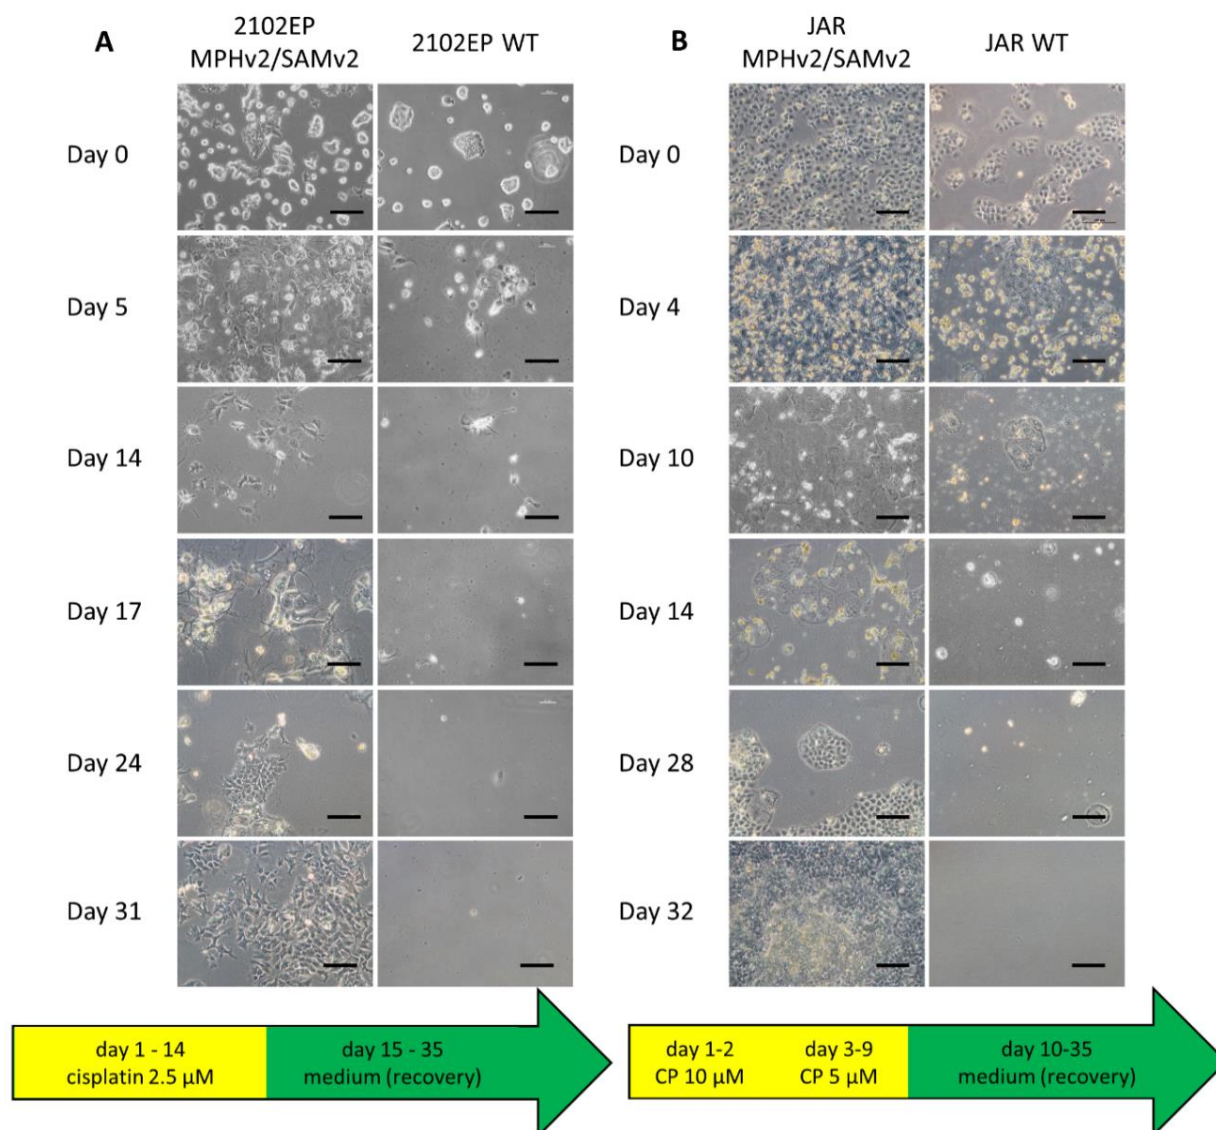 A
2102EP
MPHv2/SAMv2
2102EP WT
Day 0
Day 5
Day 14
Day 17
Day 24
Day 31
day 1 - 14
cisplatin 2.5 µM
day 15 - 35
medium (recovery)
B
JAR
MPHv2/SAMv2
JAR WT
Day 0
Day 4
Day 10
Day 14
Day 28
Day 32
day 1-2
CP 10 µM
day 3-9
CP 5 µM
day 10-35
medium (recovery)